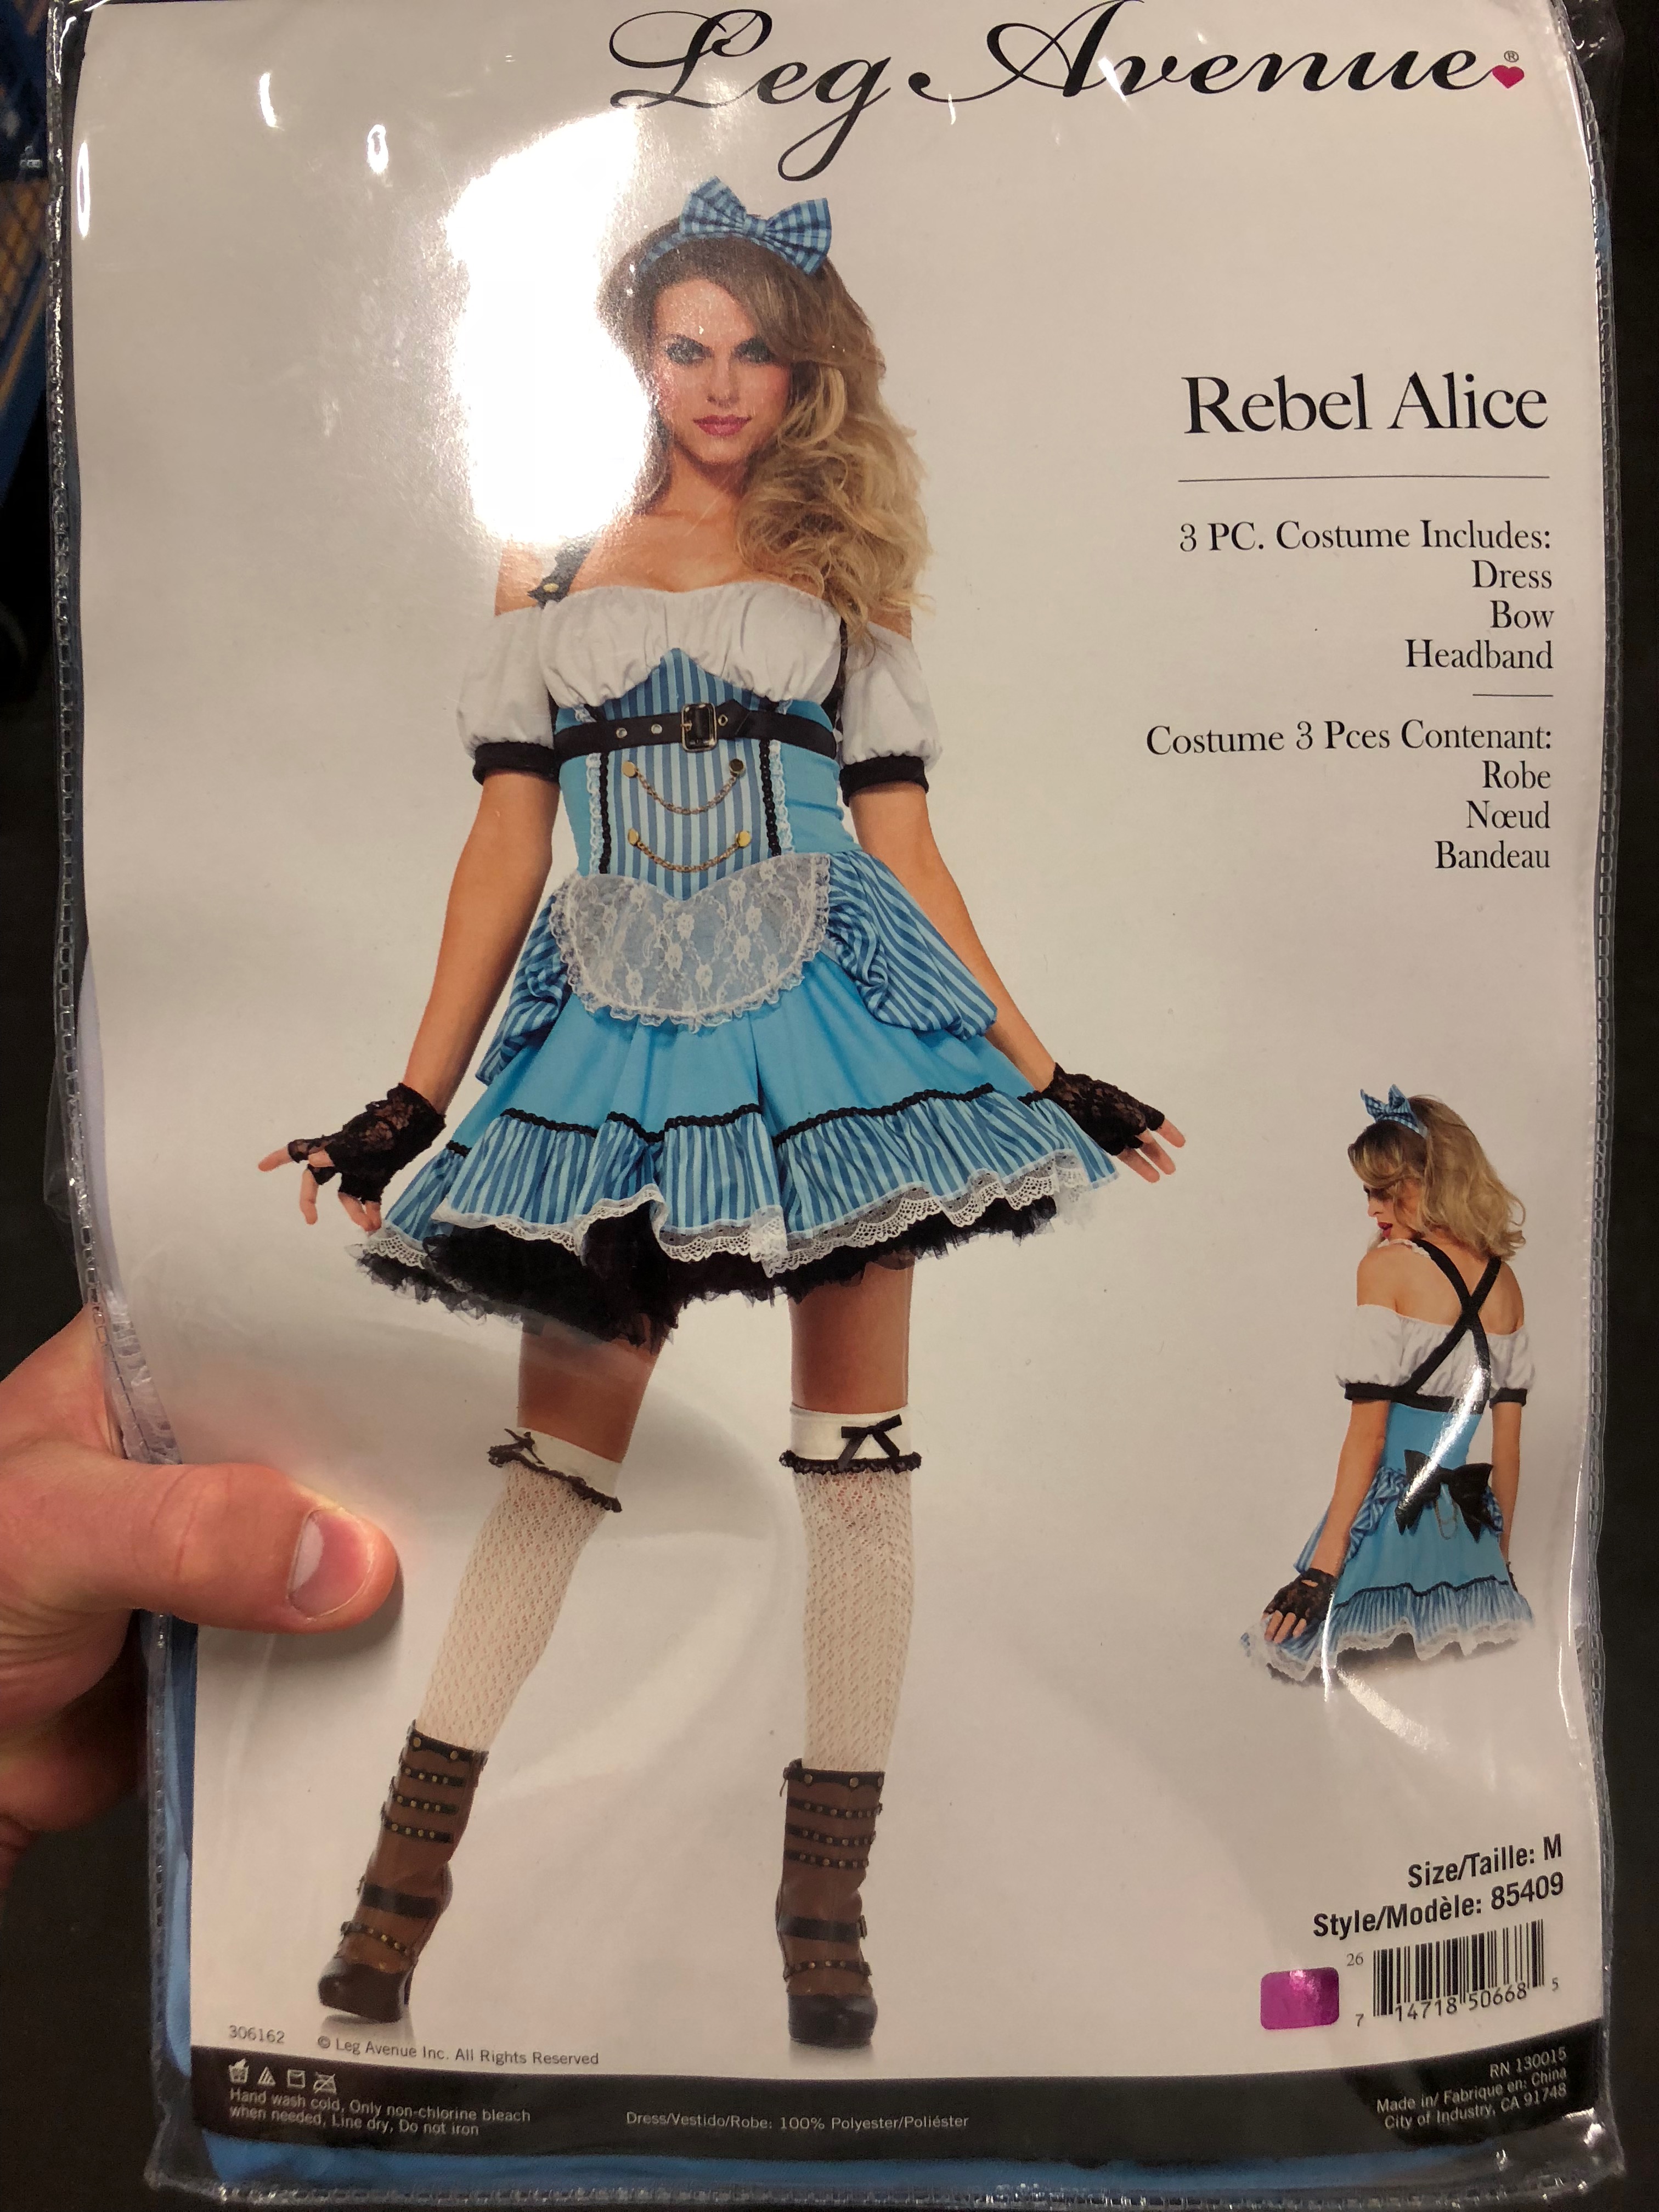 Leg Avenue®
Rebel Alice
3 PC. Costume Includes:
Dress
Bow
Headband
Costume 3 Pces Contenant:
Robe
Nœud
Bandeau
Size/Taille: M
Style/Modèle: 85409
26
7 14718 50668 5
306162
© Leg Avenue Inc. All Rights Reserved
Hand wash cold, Only non-chlorine bleach
when needed, Line dry, Do not iron
Dress/Vestido/Robe: 100% Polyester/Poliéster
RN 130015
Made in/ Fabrique en: China
City of Industry, CA 91748